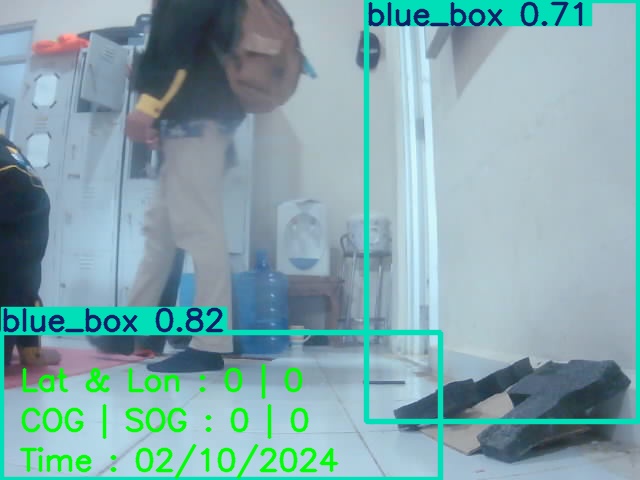 blue_box 0.71
blue_box 0.82
Lat & Lon : 0 | 0
COG | SOG : 0 | 0
Time : 02/10/2024